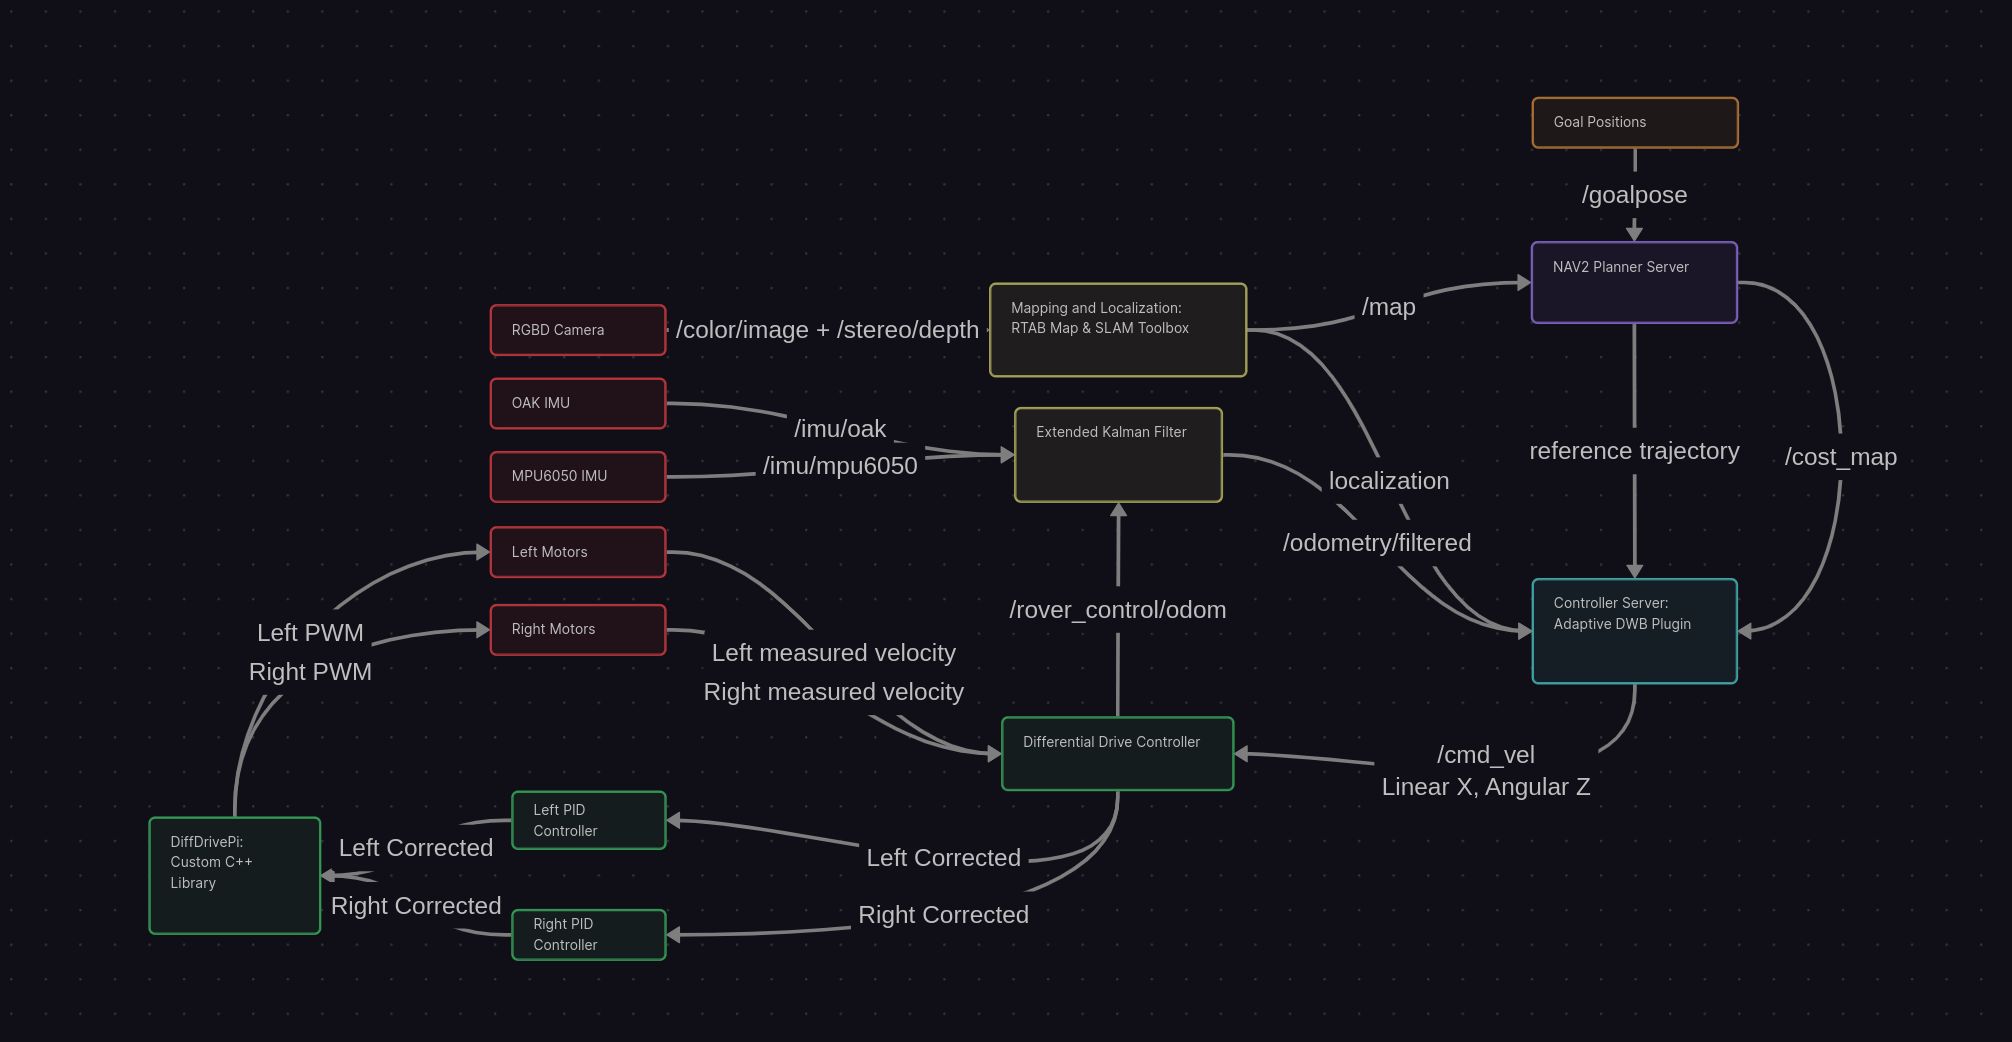 Goal Positions
/goalpose
NAV2 Planner Server
Mapping and Localization:
RTAB Map & SLAM Toolbox
/map
RGBD Camera
/color/image + /stereo/depth
OAK IMU
/imu/oak
Extended Kalman Filter
MPU6050 IMU
/imu/mpu6050
reference trajectory
/cost_map
localization
/odometry/filtered
Left Motors
Right Motors
/rover_control/odom
Controller Server:
Adaptive DWB Plugin
Left PWM
Right PWM
Left measured velocity
Right measured velocity
Differential Drive Controller
/cmd_vel
Linear X, Angular Z
Left PID
Controller
DiffDrivePi:
Custom C++
Library
Left Corrected
Left Corrected
Right Corrected
Right PID
Controller
Right Corrected